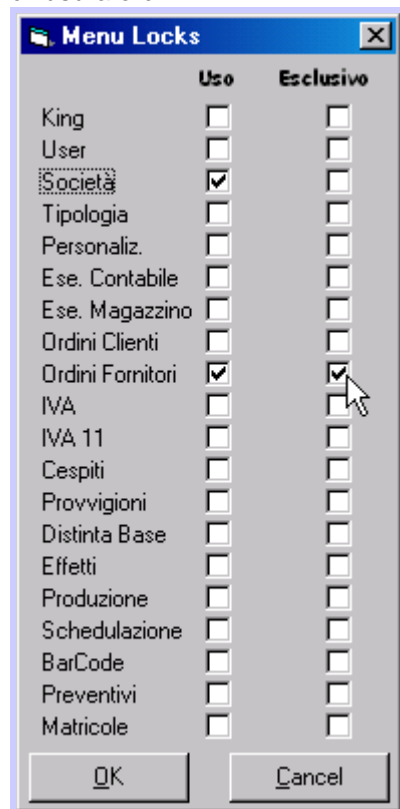 Menu Locks
Uso Esclusivo
King
User
Società
Tipologia
Personaliz.
Ese. Contabile
Ese. Magazzino
Ordini Clienti
Ordini Fornitori
IVA
IVA 11
Cespiti
Provvigioni
Distinta Base
Effetti
Produzione
Schedulazione
BarCode
Preventivi
Matricole
OK Cancel